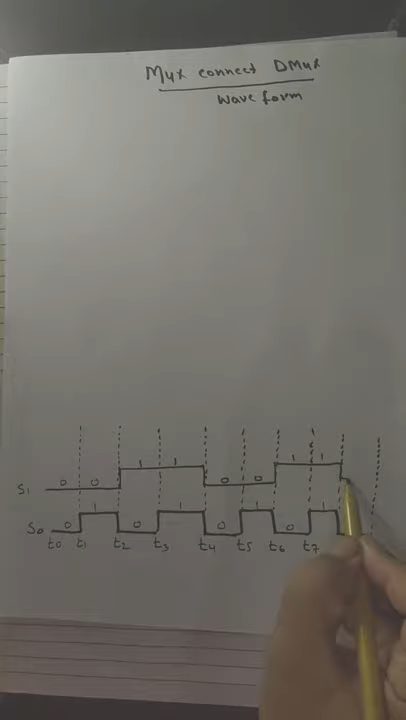 Mux connect DMux
Wave form
S1 0 0 1 1 0 0 1 1
S0 0 1 0 1 0 1 0 1
t0 t1 t2 t3 t4 t5 t6 t7